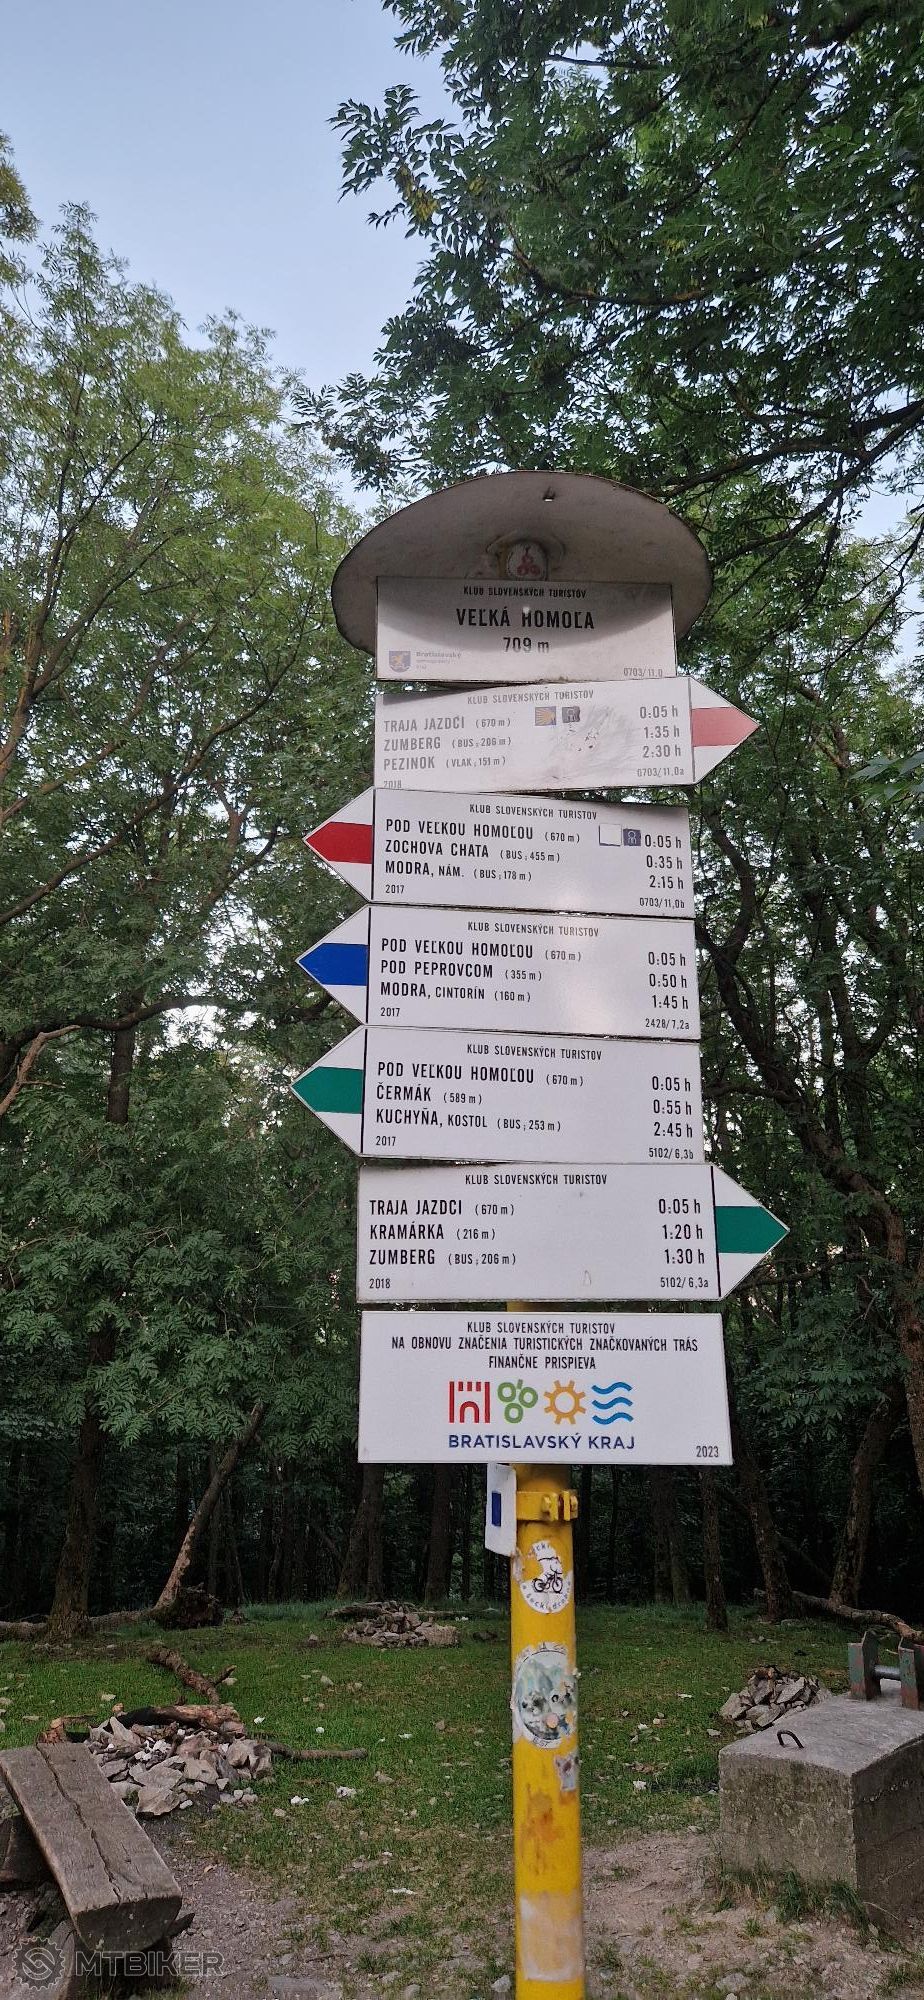 KLUB SLOVENSKÝCH TURISTOV
VEĽKÁ HOMOĽA
709 m
Bratislavský
0703/11,0
KLUB SLOVENSKÝCH TURISTOV
TRAJA JAZDCI (670 m) 0:05 h
ZUMBERG (BUS; 206 m) 1:35 h
PEZINOK (VLAK, 151 m) 2:30 h
2018 0703/11,0a
KLUB SLOVENSKÝCH TURISTOV
POD VEĽKOU HOMOĽOU (670 m) 0:05 h
ZOCHOVA CHATA (BUS; 455 m) 0:35 h
MODRA, NÁM. (BUS; 178 m) 2:15 h
2017 0703/11,0b
KLUB SLOVENSKÝCH TURISTOV
POD VEĽKOU HOMOĽOU (670 m) 0:05 h
POD PEPROVCOM (355 m) 0:50 h
MODRA, CINTORÍN (160 m) 1:45 h
2017 2428/7,2a
KLUB SLOVENSKÝCH TURISTOV
POD VEĽKOU HOMOĽOU (670 m) 0:05 h
ČERMÁK (589 m) 0:55 h
KUCHYŇA, KOSTOL (BUS; 253 m) 2:45 h
2017 5102/6,3b
KLUB SLOVENSKÝCH TURISTOV
TRAJA JAZDCI (670 m) 0:05 h
KRAMÁRKA (216 m) 1:20 h
ZUMBERG (BUS; 206 m) 1:30 h
2018 5102/6,3a
KLUB SLOVENSKÝCH TURISTOV
NA OBNOVU ZNAČENIA TURISTICKÝCH ZNAČKOVANÝCH TRÁS
FINANČNE PRISPIEVA
BRATISLAVSKÝ KRAJ
2023
MTBIKER